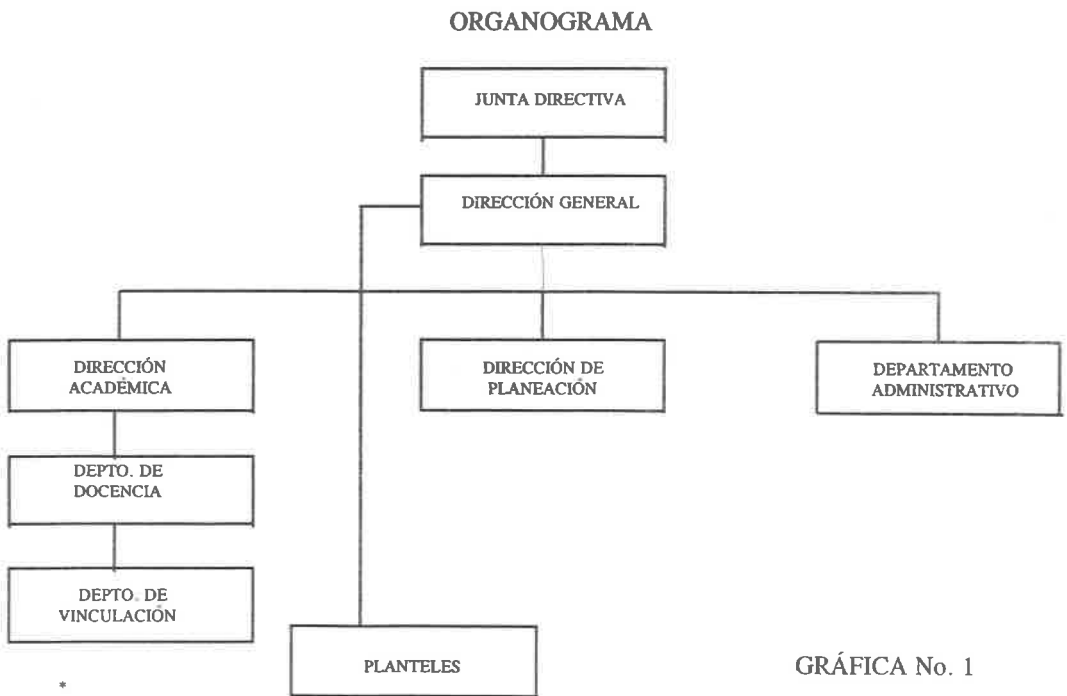 ORGANOGRAMA
JUNTA DIRECTIVA
DIRECCIÓN GENERAL
DIRECCIÓN
ACADÉMICA
DIRECCIÓN DE
PLANEACIÓN
DEPARTAMENTO
ADMINISTRATIVO
DEPTO. DE
DOCENCIA
DEPTO. DE
VINCULACIÓN
PLANTELES
GRÁFICA No. 1
*